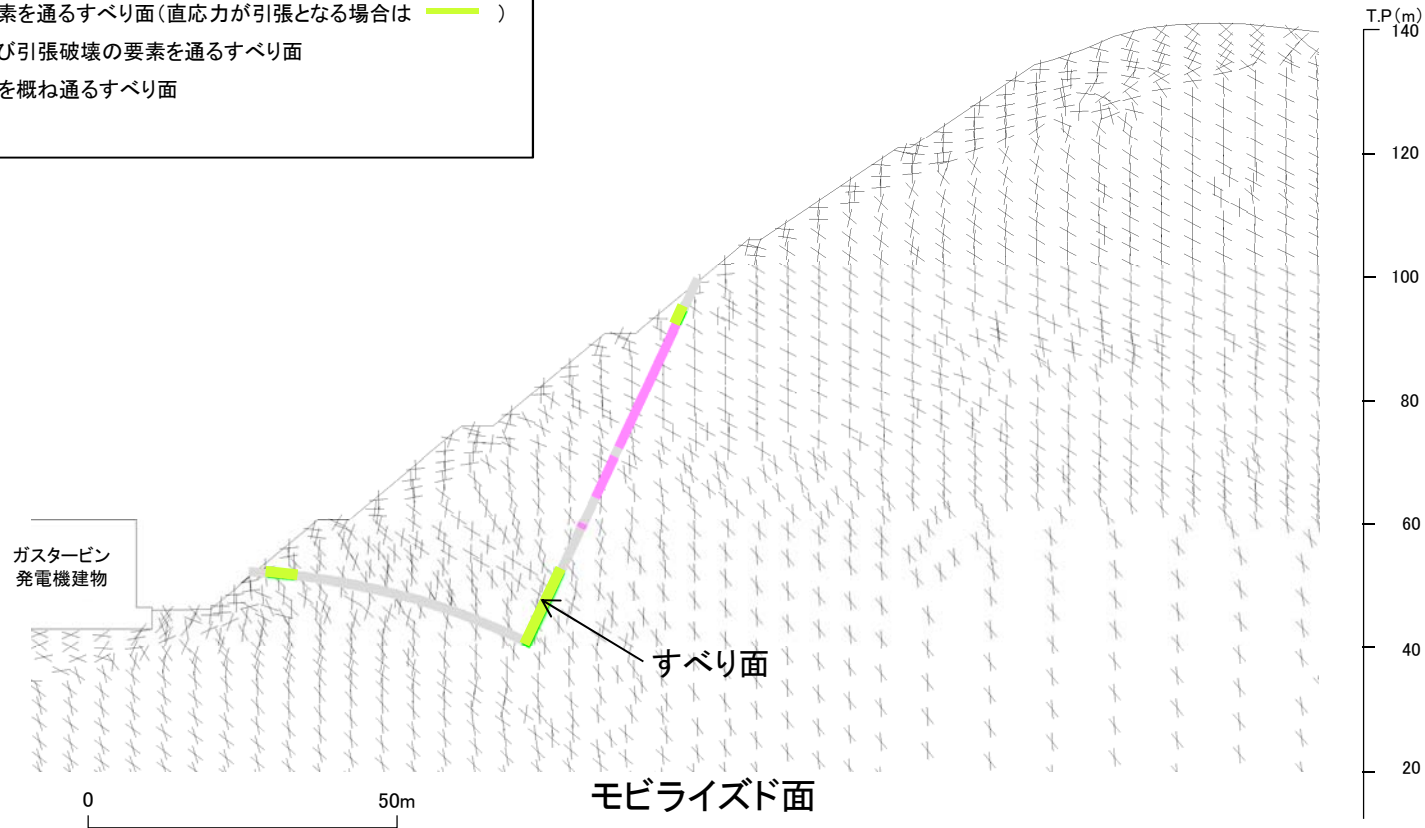 素を通るすべり面(直応力が引張となる場合は )
び引張破壊の要素を通るすべり面
を概ね通るすべり面
T.P(m)
140
120
100
80
60
40
20
ガスタービン
発電機建物
すべり面
モビライズド面
0 50m